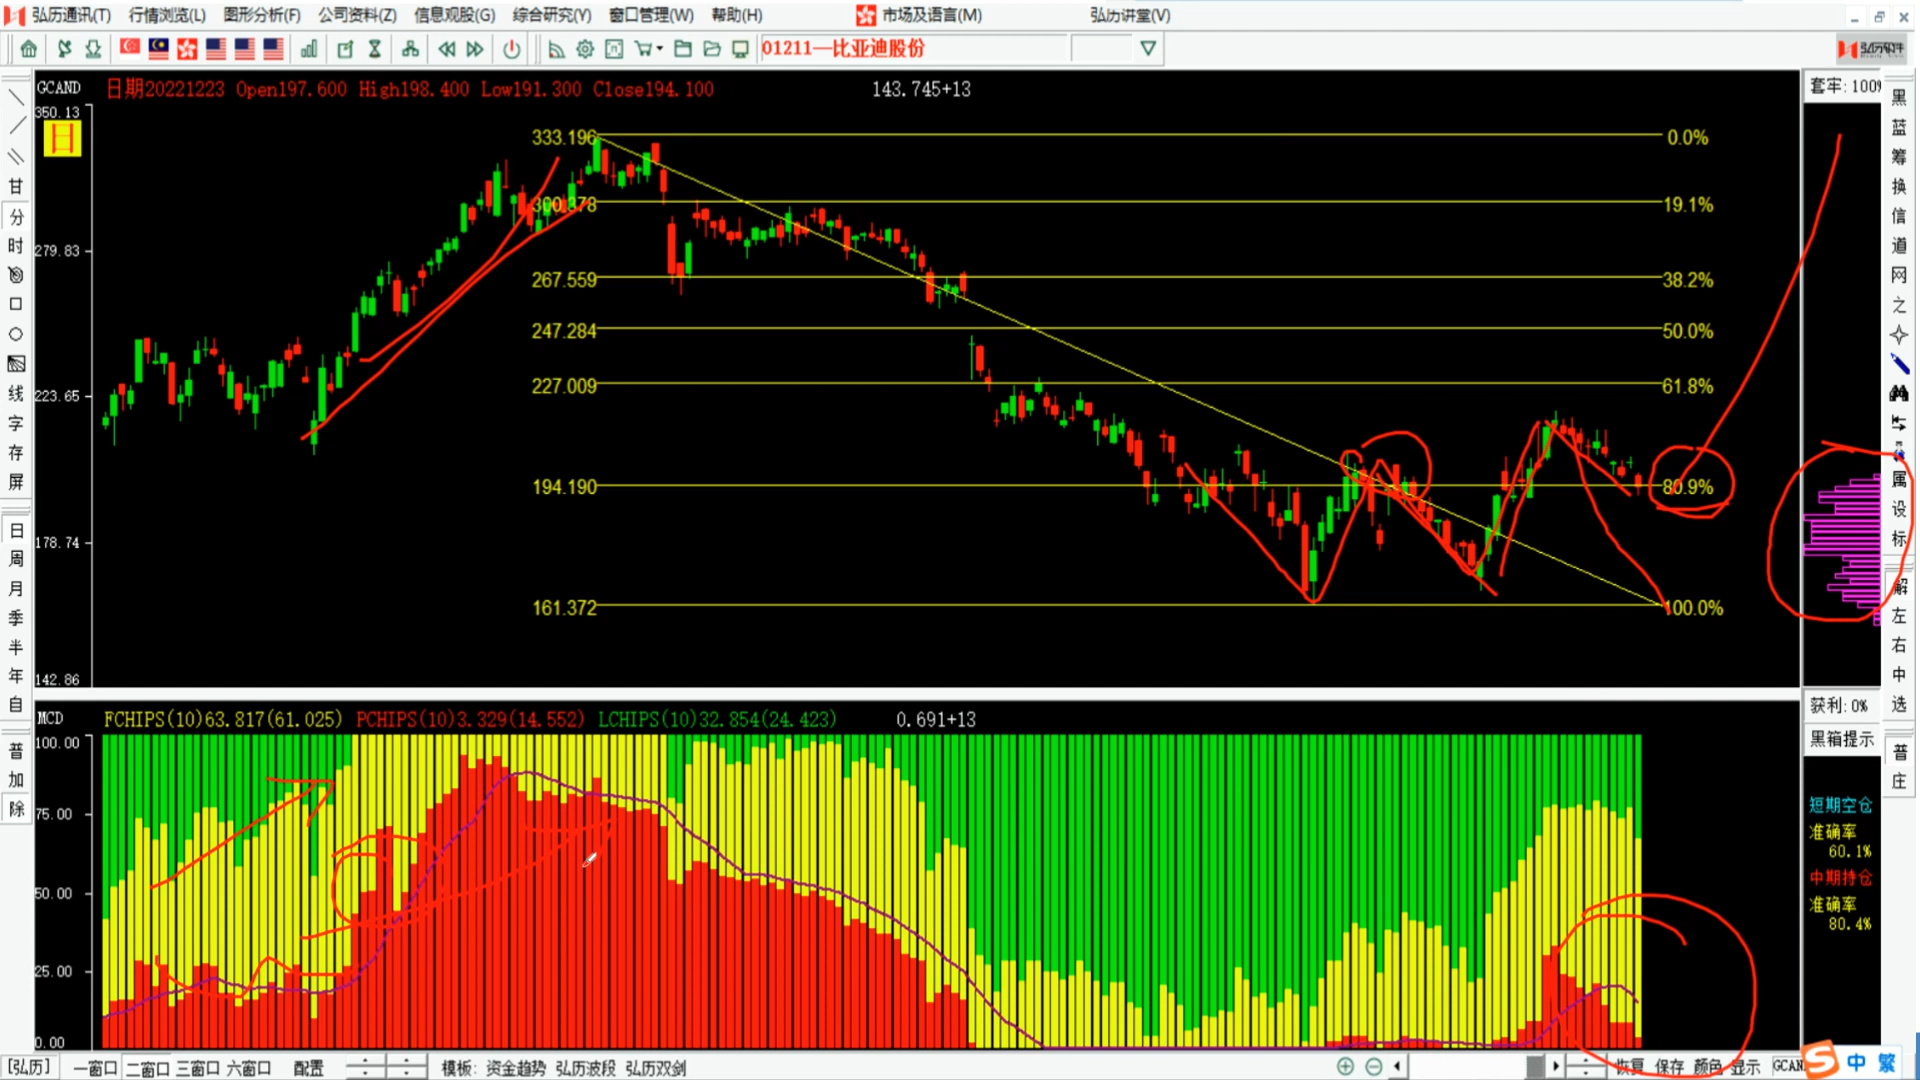 弘历通讯(T) 行情浏览(L) 图形分析(F) 公司资料(Z) 信息观股(G) 综合研究(Y) 窗口管理(W) 帮助(H) 市场及语言(M) 弘历讲堂(V)
01211—比亚迪股份
弘历软件
GCAND 日期20221223 Open197.600 High198.400 Low191.300 Close194.100 143.745+13
套牢: 100%
350.13
279.83
223.65
178.74
142.86
333.196 0.0%
300.378 19.1%
267.559 38.2%
247.284 50.0%
227.009 61.8%
194.190 80.9%
161.372 100.0%
甘
分
时
线
字
存
屏
日
周
月
季
半
年
自
普
加
除
黑
蓝
筹
换
信
道
网
之
属
设
标
解
左
右
中
选
普
庄
获利: 0%
黑箱提示
短期空仓
准确率
60.1%
中期持仓
准确率
80.4%
MCD FCHIPS(10)63.817(61.025) PCHIPS(10)3.329(14.552) LCHIPS(10)32.854(24.423) 0.691+13
100.00
75.00
50.00
25.00
0.00
[弘历] 一窗口 二窗口 三窗口 六窗口 配置 模板: 资金趋势 弘历波段 弘历双剑 恢复 保存 颜色 显示 GCAN
中 繁